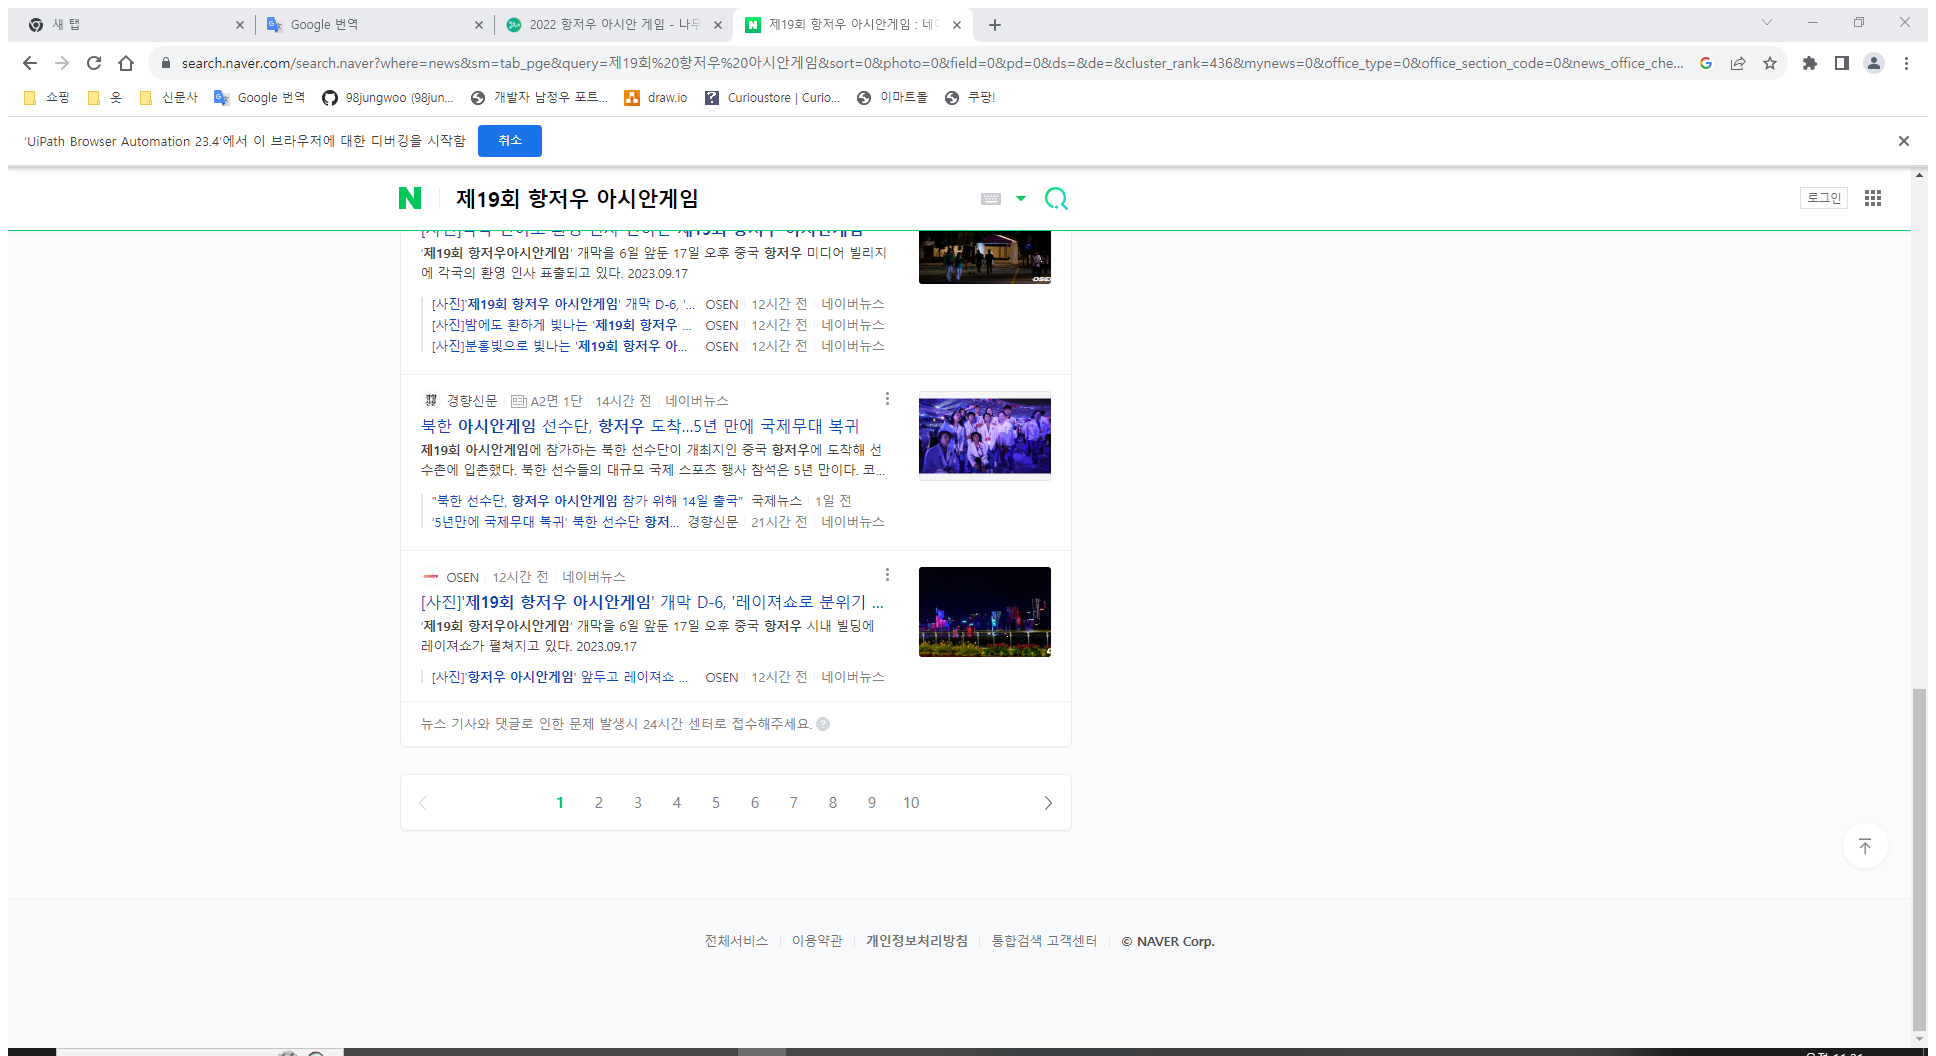 새 탭
Google 번역
2022 항저우 아시안 게임 - 나무
제19회 항저우 아시안게임 : 네이
search.naver.com/search.naver?where=news&sm=tab_pge&query=제19회%20항저우%20아시안게임&sort=0&photo=0&field=0&pd=0&ds=&de=&cluster_rank=436&mynews=0&office_type=0&office_section_code=0&news_office_che...
쇼핑
옷
신문사
Google 번역
98jungwoo (98jun...
개발자 남정우 포트...
draw.io
Curioustore | Curio...
이마트몰
쿠팡!
'UiPath Browser Automation 23.4'에서 이 브라우저에 대한 디버깅을 시작함
취소
N
제19회 항저우 아시안게임
로그인
'제19회 항저우아시안게임' 개막을 6일 앞둔 17일 오후 중국 항저우 미디어 빌리지
에 각국의 환영 인사 표출되고 있다. 2023.09.17
[사진]'제19회 항저우 아시안게임' 개막 D-6, '... OSEN 12시간 전 네이버뉴스
[사진]밤에도 환하게 빛나는 '제19회 항저우 ... OSEN 12시간 전 네이버뉴스
[사진]분홍빛으로 빛나는 '제19회 항저우 아... OSEN 12시간 전 네이버뉴스
경향신문 A2면 1단 14시간 전 네이버뉴스
북한 아시안게임 선수단, 항저우 도착…5년 만에 국제무대 복귀
제19회 아시안게임에 참가하는 북한 선수단이 개최지인 중국 항저우에 도착해 선
수촌에 입촌했다. 북한 선수들의 대규모 국제 스포츠 행사 참석은 5년 만이다. 코...
"북한 선수단, 항저우 아시안게임 참가 위해 14일 출국" 국제뉴스 1일 전
'5년만에 국제무대 복귀' 북한 선수단 항저... 경향신문 21시간 전 네이버뉴스
OSEN 12시간 전 네이버뉴스
[사진]'제19회 항저우 아시안게임' 개막 D-6, '레이져쇼로 분위기 ...
'제19회 항저우아시안게임' 개막을 6일 앞둔 17일 오후 중국 항저우 시내 빌딩에
레이져쇼가 펼쳐지고 있다. 2023.09.17
[사진]'항저우 아시안게임' 앞두고 레이져쇼 ... OSEN 12시간 전 네이버뉴스
뉴스 기사와 댓글로 인한 문제 발생시 24시간 센터로 접수해주세요.
1 2 3 4 5 6 7 8 9 10
전체서비스 이용약관 개인정보처리방침 통합검색 고객센터 © NAVER Corp.